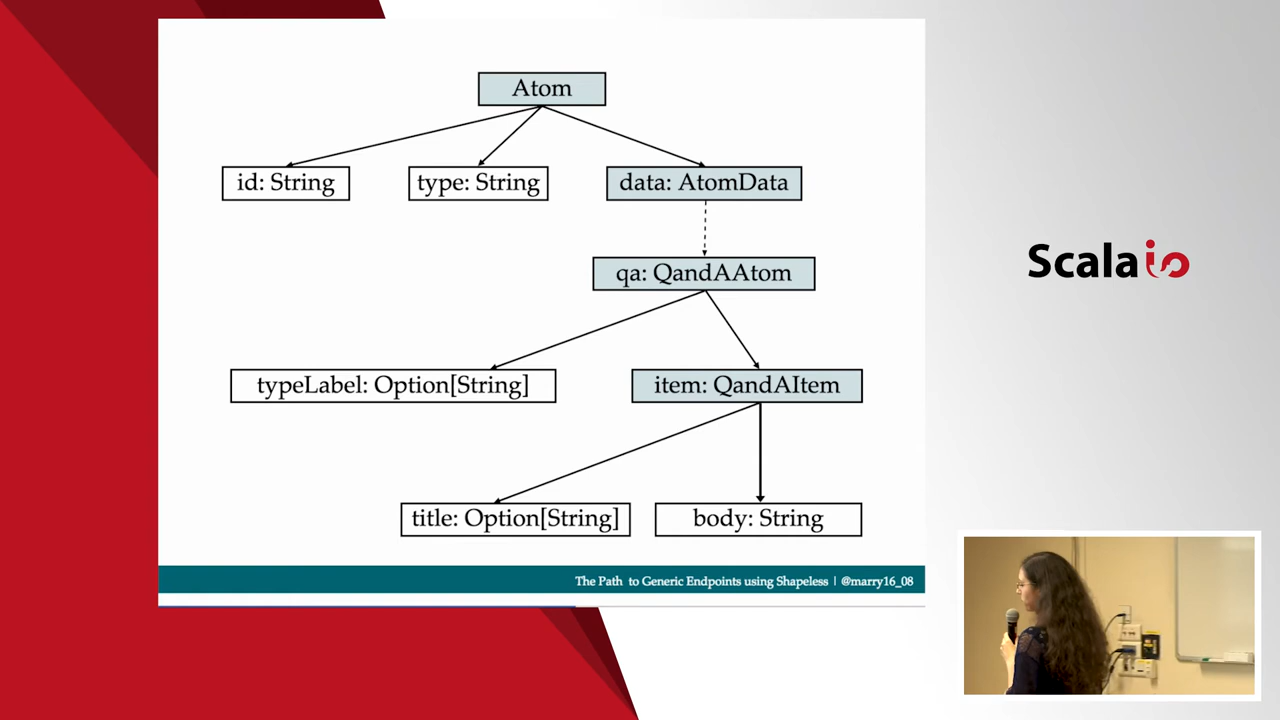 Atom
id: String
type: String
data: AtomData
qa: QandAAtom
typeLabel: Option[String]
item: QandAItem
title: Option[String]
body: String
The Path to Generic Endpoints using Shapeless | @marry16_08
Scalaio